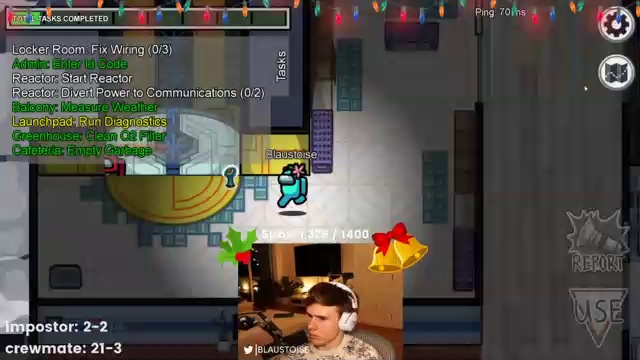 TOTAL TASKS COMPLETED
Ping: 70 ms
Locker Room: Fix Wiring (0/3)
Admin: Enter Id Code
Reactor: Start Reactor
Reactor: Divert Power to Communications (0/2)
Balcony: Measure Weather
Launchpad: Run Diagnostics
Greenhouse: Clean O2 Filter
Cafeteria: Empty Garbage
Tasks
Blaustoise
Subs: 1329 / 1400
REPORT
USE
impostor: 2-2
crewmate: 21-3
BLAUSTOISE